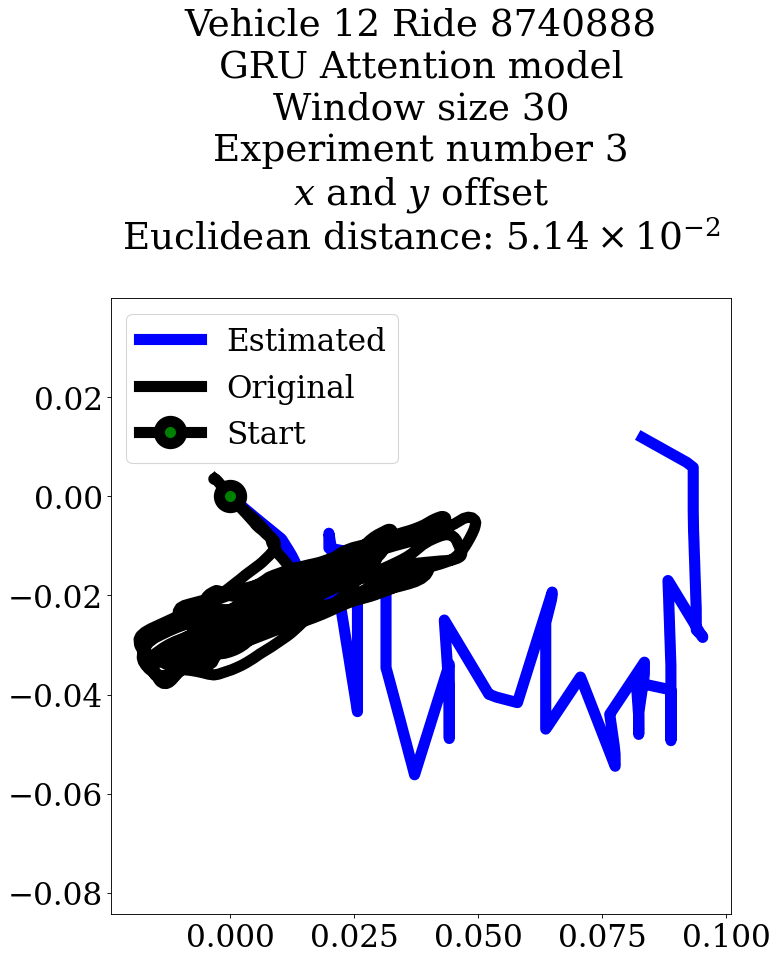 Vehicle 12 Ride 8740888
GRU Attention model
Window size 30
Experiment number 3
x and y offset
Euclidean distance: 5.14 × 10⁻²
Estimated
Original
Start
0.02
0.00
−0.02
−0.04
−0.06
−0.08
0.000 0.025 0.050 0.075 0.100